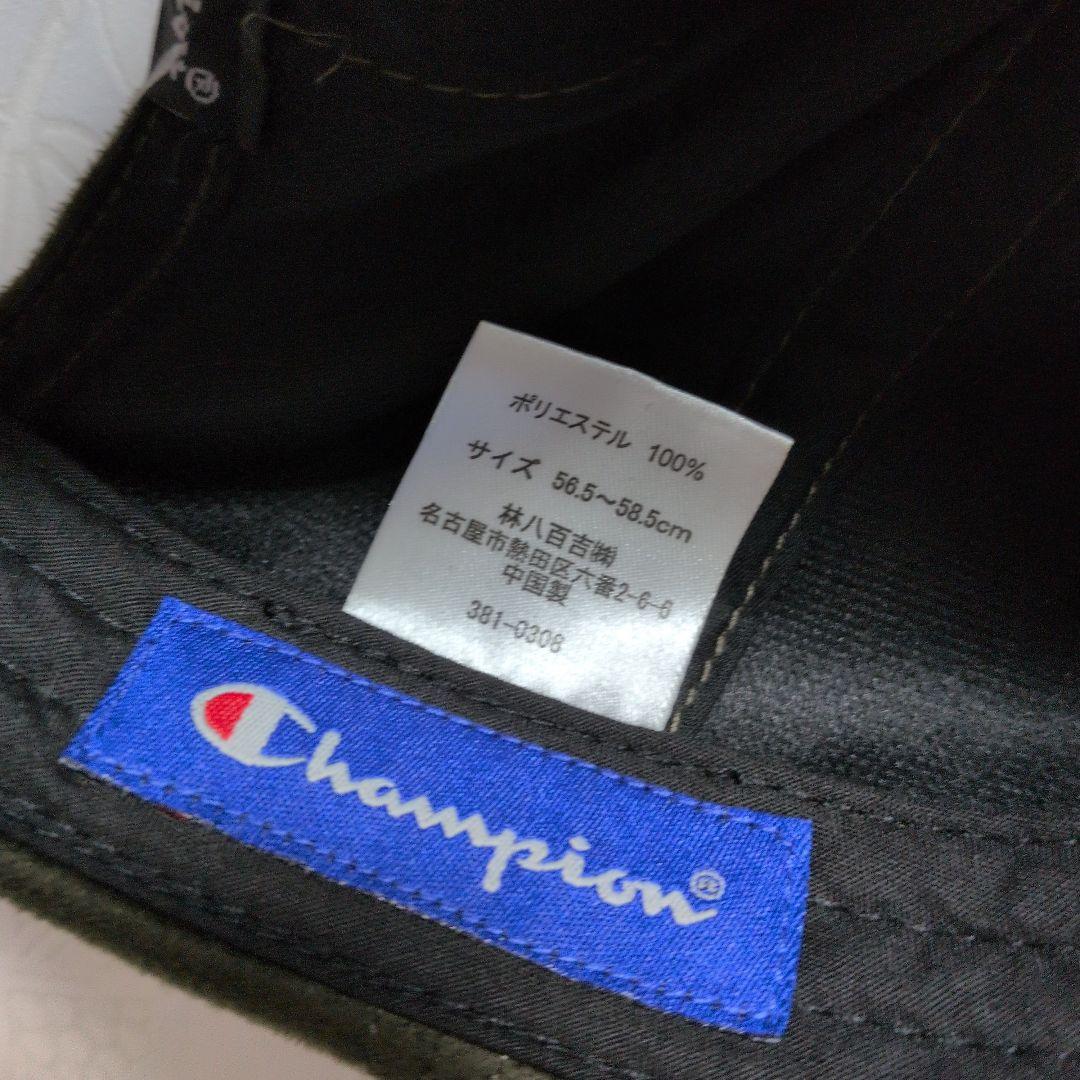 ポリエステル 100%
サイズ 56.5～58.5cm
林八百吉㈱
名古屋市熱田区六番2-6-6
中国製
381-0308
Champion®